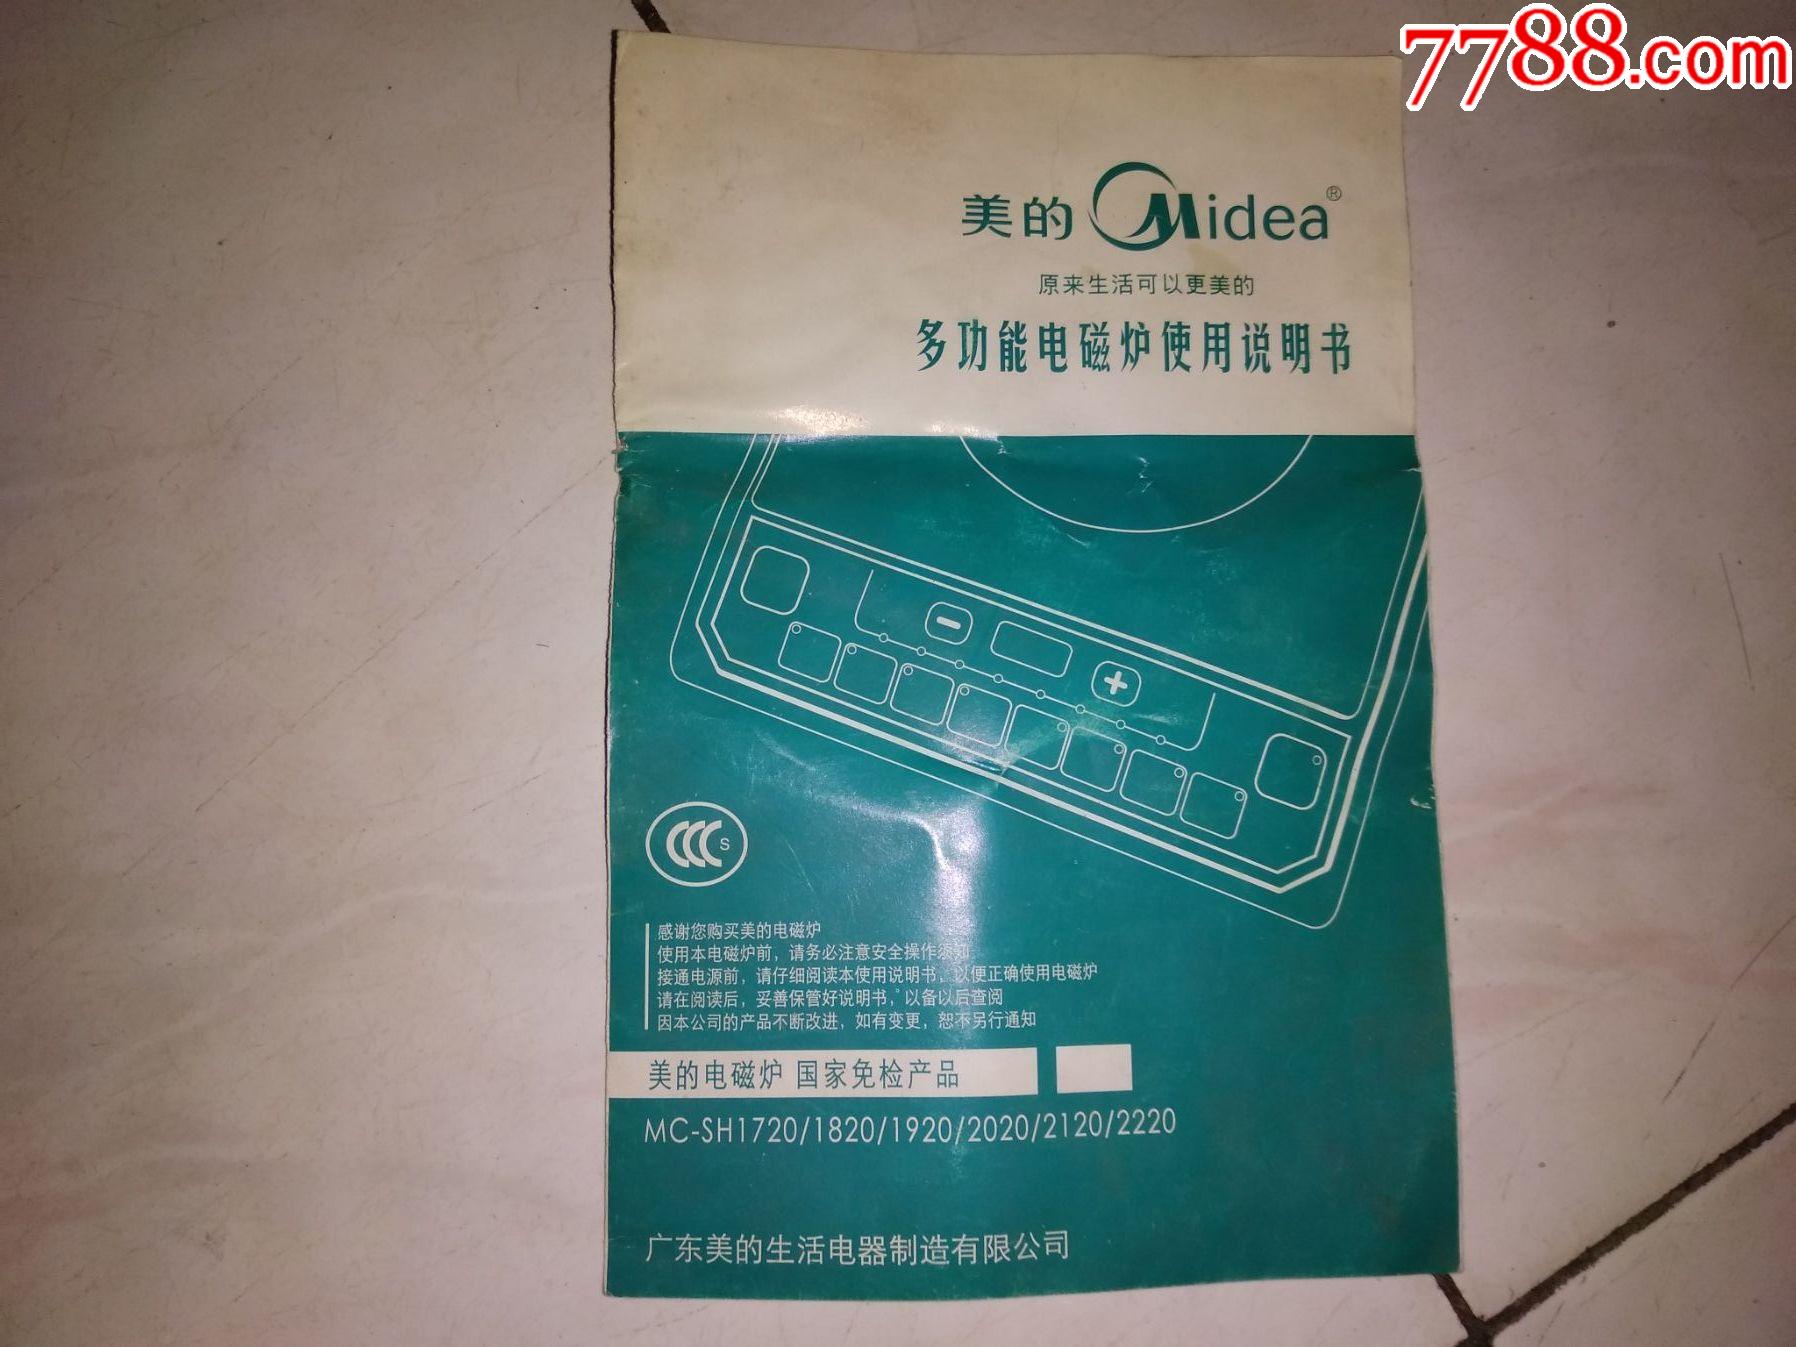 7788.com
美的 Midea®
原来生活可以更美的
多功能电磁炉使用说明书
CCC S
感谢您购买美的电磁炉
使用本电磁炉前，请务必注意安全操作须知
接通电源前，请仔细阅读本使用说明书，以便正确使用电磁炉
请在阅读后，妥善保管好说明书，以备以后查阅
因本公司的产品不断改进，如有变更，恕不另行通知
美的电磁炉 国家免检产品
MC-SH1720/1820/1920/2020/2120/2220
广东美的生活电器制造有限公司